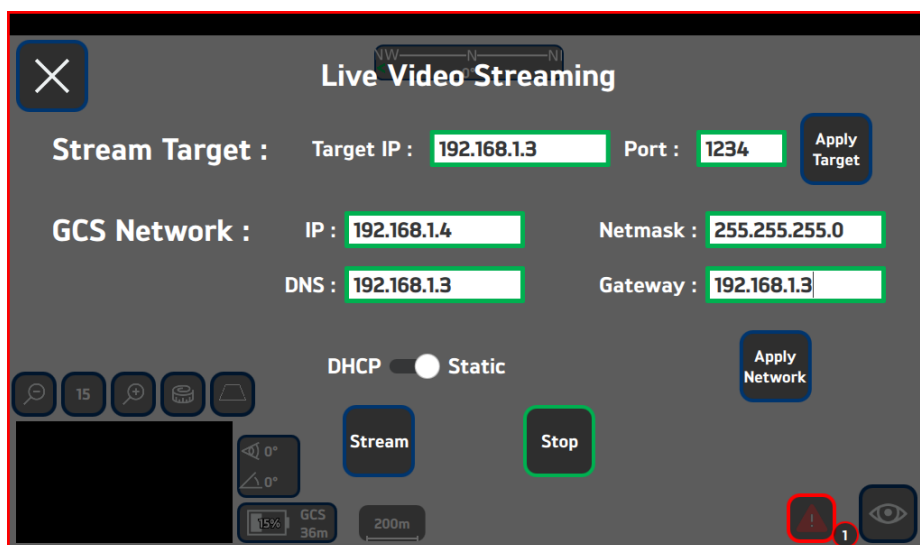 NW N
0°
Live Video Streaming
Stream Target : Target IP : 192.168.1.3 Port : 1234 Apply Target
GCS Network : IP : 192.168.1.4 Netmask : 255.255.255.0
DNS : 192.168.1.3 Gateway : 192.168.1.3
DHCP Static Apply Network
15
Stream Stop
0°
0°
15% GCS 36m
200m
1